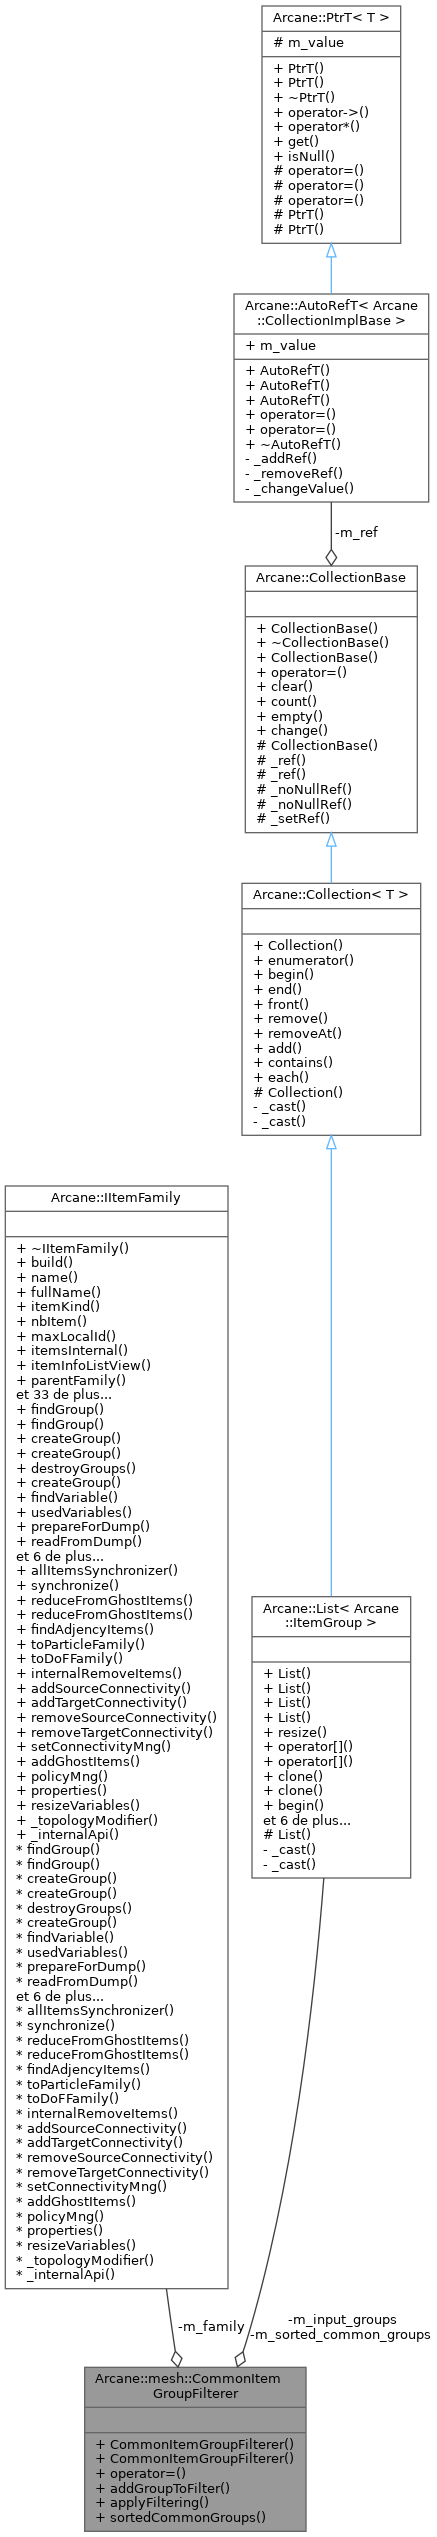 Arcane::PtrT< T >
# m_value
+ PtrT()
+ PtrT()
+ ~PtrT()
+ operator->()
+ operator*()
+ get()
+ isNull()
# operator=()
# operator=()
# operator=()
# PtrT()
# PtrT()
Arcane::AutoRefT< Arcane
::CollectionImplBase >
+ m_value
+ AutoRefT()
+ AutoRefT()
+ AutoRefT()
+ operator=()
+ operator=()
+ ~AutoRefT()
- _addRef()
- _removeRef()
- _changeValue()
-m_ref
Arcane::CollectionBase
+ CollectionBase()
+ ~CollectionBase()
+ CollectionBase()
+ operator=()
+ clear()
+ count()
+ empty()
+ change()
# CollectionBase()
# _ref()
# _ref()
# _noNullRef()
# _noNullRef()
# _setRef()
Arcane::Collection< T >
+ Collection()
+ enumerator()
+ begin()
+ end()
+ front()
+ remove()
+ removeAt()
+ add()
+ contains()
+ each()
# Collection()
- _cast()
- _cast()
Arcane::IItemFamily
+ ~IItemFamily()
+ build()
+ name()
+ fullName()
+ itemKind()
+ nbItem()
+ maxLocalId()
+ itemsInternal()
+ itemInfoListView()
+ parentFamily()
et 33 de plus...
+ findGroup()
+ findGroup()
+ createGroup()
+ createGroup()
+ destroyGroups()
+ createGroup()
+ findVariable()
+ usedVariables()
+ prepareForDump()
+ readFromDump()
et 6 de plus...
+ allItemsSynchronizer()
+ synchronize()
+ reduceFromGhostItems()
+ reduceFromGhostItems()
+ findAdjencyItems()
+ toParticleFamily()
+ toDoFFamily()
+ internalRemoveItems()
+ addSourceConnectivity()
+ addTargetConnectivity()
+ removeSourceConnectivity()
+ removeTargetConnectivity()
+ setConnectivityMng()
+ addGhostItems()
+ policyMng()
+ properties()
+ resizeVariables()
+ _topologyModifier()
+ _internalApi()
* findGroup()
* findGroup()
* createGroup()
* createGroup()
* destroyGroups()
* createGroup()
* findVariable()
* usedVariables()
* prepareForDump()
* readFromDump()
et 6 de plus...
* allItemsSynchronizer()
* synchronize()
* reduceFromGhostItems()
* reduceFromGhostItems()
* findAdjencyItems()
* toParticleFamily()
* toDoFFamily()
* internalRemoveItems()
* addSourceConnectivity()
* addTargetConnectivity()
* removeSourceConnectivity()
* removeTargetConnectivity()
* setConnectivityMng()
* addGhostItems()
* policyMng()
* properties()
* resizeVariables()
* _topologyModifier()
* _internalApi()
Arcane::List< Arcane
::ItemGroup >
+ List()
+ List()
+ List()
+ List()
+ resize()
+ operator[]()
+ operator[]()
+ clone()
+ clone()
+ begin()
et 6 de plus...
# List()
- _cast()
- _cast()
-m_family
-m_input_groups
-m_sorted_common_groups
Arcane::mesh::CommonItem
GroupFilterer
+ CommonItemGroupFilterer()
+ CommonItemGroupFilterer()
+ operator=()
+ addGroupToFilter()
+ applyFiltering()
+ sortedCommonGroups()